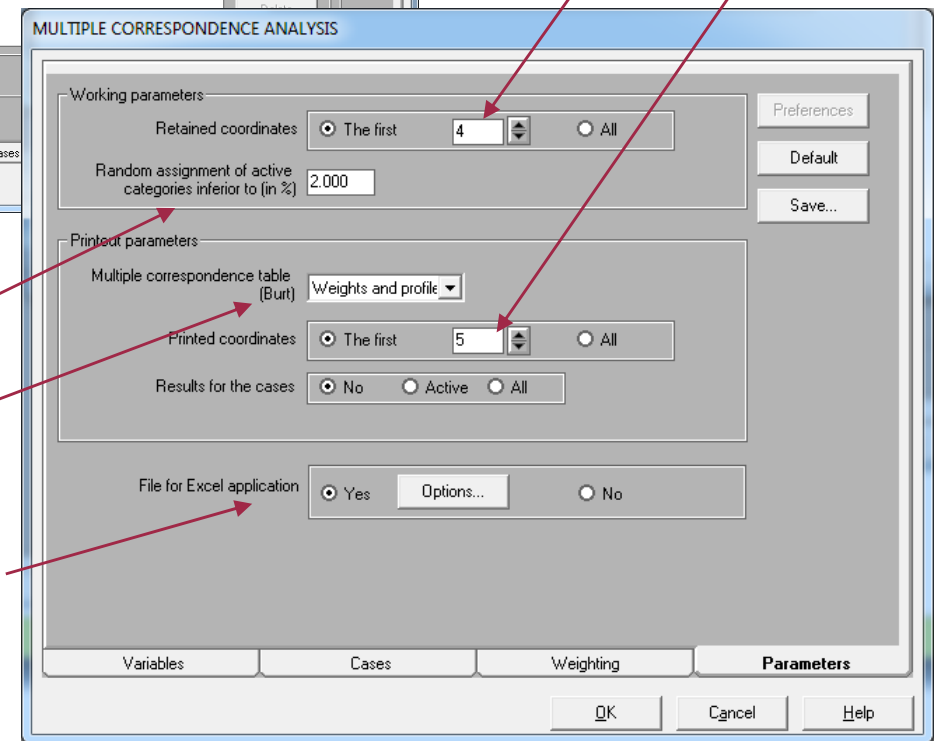 Delete
MULTIPLE CORRESPONDENCE ANALYSIS
Working parameters
Retained coordinates The first 4 All
Random assignment of active
categories inferior to (in %) 2.000
Preferences
Default
Save...
Printout parameters
Multiple correspondence table
(Burt) Weights and profile
Printed coordinates The first 5 All
Results for the cases No Active All
File for Excel application Yes Options... No
Variables Cases Weighting Parameters
OK Cancel Help